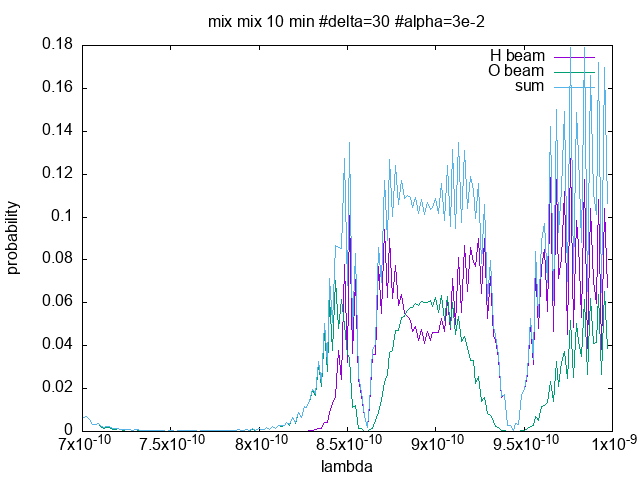 mix mix 10 min #delta=30 #alpha=3e-2
0.18
0.16
0.14
0.12
0.1
0.08
0.06
0.04
0.02
0
probability
H beam
O beam
sum
7x10^-10 7.5x10^-10 8x10^-10 8.5x10^-10 9x10^-10 9.5x10^-10 1x10^-9
lambda